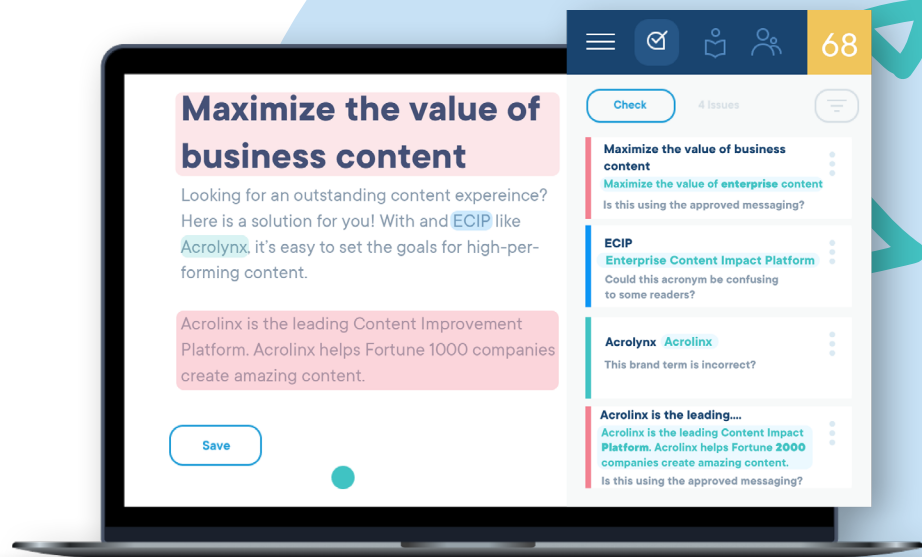 Maximize the value of
business content
Looking for an outstanding content expereince?
Here is a solution for you! With and ECIP like
Acrolynx, it's easy to set the goals for high-per-
forming content.
Acrolinx is the leading Content Improvement
Platform. Acrolinx helps Fortune 1000 companies
create amazing content.
Save
68
Check
4 Issues
Maximize the value of business
content
Maximize the value of enterprise content
Is this using the approved messaging?
ECIP
Enterprise Content Impact Platform
Could this acronym be confusing
to some readers?
Acrolynx Acrolinx
This brand term is incorrect?
Acrolinx is the leading....
Acrolinx is the leading Content Impact
Platform. Acrolinx helps Fortune 2000
companies create amazing content.
Is this using the approved messaging?